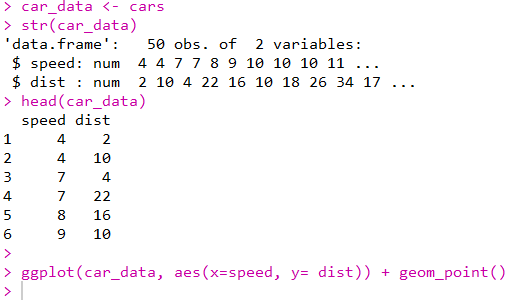 > car_data <- cars
> str(car_data)
'data.frame':   50 obs. of  2 variables:
 $ speed: num  4 4 7 7 8 9 10 10 10 11 ...
 $ dist : num  2 10 4 22 16 10 18 26 34 17 ...
> head(car_data)
  speed dist
1     4    2
2     4   10
3     7    4
4     7   22
5     8   16
6     9   10
>
> ggplot(car_data, aes(x=speed, y= dist)) + geom_point()
>